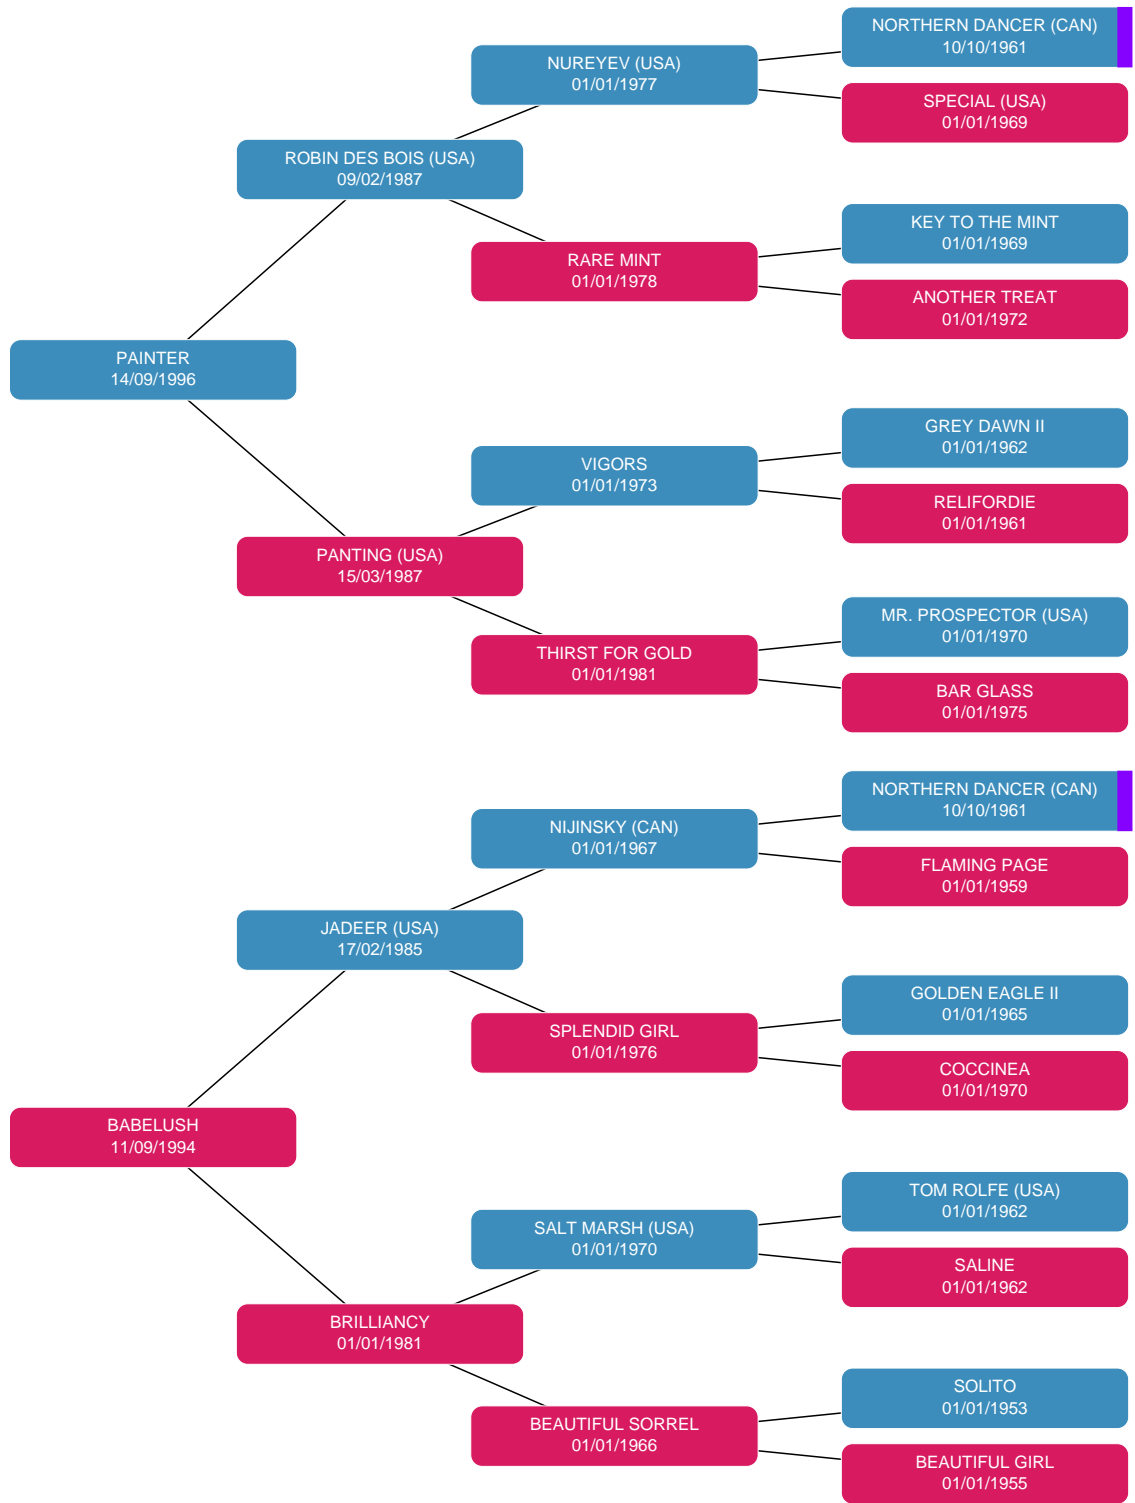 NORTHERN DANCER (CAN)
10/10/1961
NUREYEV (USA)
01/01/1977
SPECIAL (USA)
01/01/1969
ROBIN DES BOIS (USA)
09/02/1987
KEY TO THE MINT
01/01/1969
RARE MINT
01/01/1978
ANOTHER TREAT
01/01/1972
PAINTER
14/09/1996
GREY DAWN II
01/01/1962
VIGORS
01/01/1973
RELIFORDIE
01/01/1961
PANTING (USA)
15/03/1987
MR. PROSPECTOR (USA)
01/01/1970
THIRST FOR GOLD
01/01/1981
BAR GLASS
01/01/1975
NORTHERN DANCER (CAN)
10/10/1961
NIJINSKY (CAN)
01/01/1967
FLAMING PAGE
01/01/1959
JADEER (USA)
17/02/1985
GOLDEN EAGLE II
01/01/1965
SPLENDID GIRL
01/01/1976
COCCINEA
01/01/1970
BABELUSH
11/09/1994
TOM ROLFE (USA)
01/01/1962
SALT MARSH (USA)
01/01/1970
SALINE
01/01/1962
BRILLIANCY
01/01/1981
SOLITO
01/01/1953
BEAUTIFUL SORREL
01/01/1966
BEAUTIFUL GIRL
01/01/1955